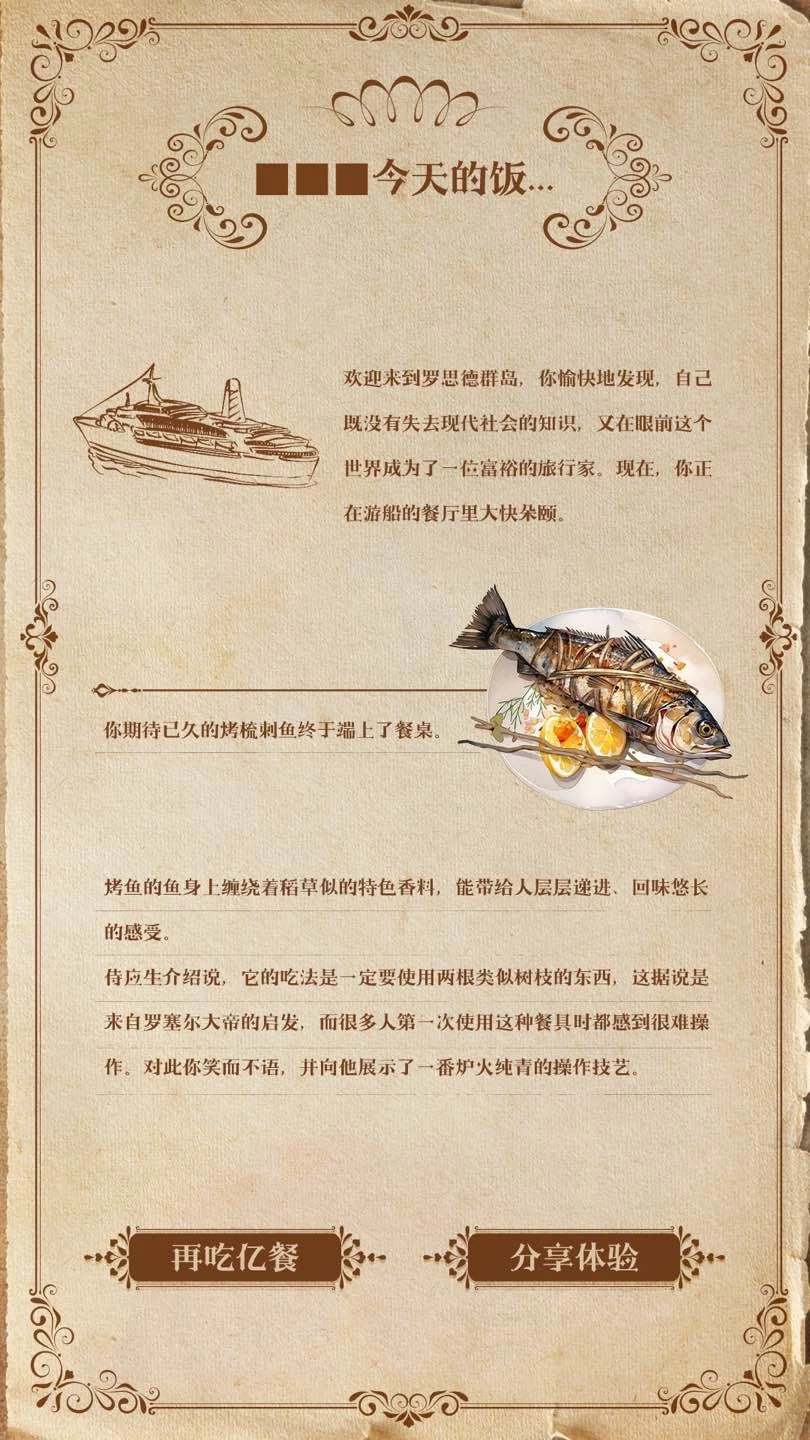 ■■■今天的饭...
欢迎来到罗思德群岛，你愉快地发现，自己
既没有失去现代社会的知识，又在眼前这个
世界成为了一位富裕的旅行家。现在，你正
在游船的餐厅里大快朵颐。
你期待已久的烤梳刺鱼终于端上了餐桌。
烤鱼的鱼身上缠绕着稻草似的特色香料，能带给人层层递进、回味悠长
的感受。
侍应生介绍说，它的吃法是一定要使用两根类似树枝的东西，这据说是
来自罗塞尔大帝的启发，而很多人第一次使用这种餐具时都感到很难操
作。对此你笑而不语，并向他展示了一番炉火纯青的操作技艺。
再吃亿餐
分享体验